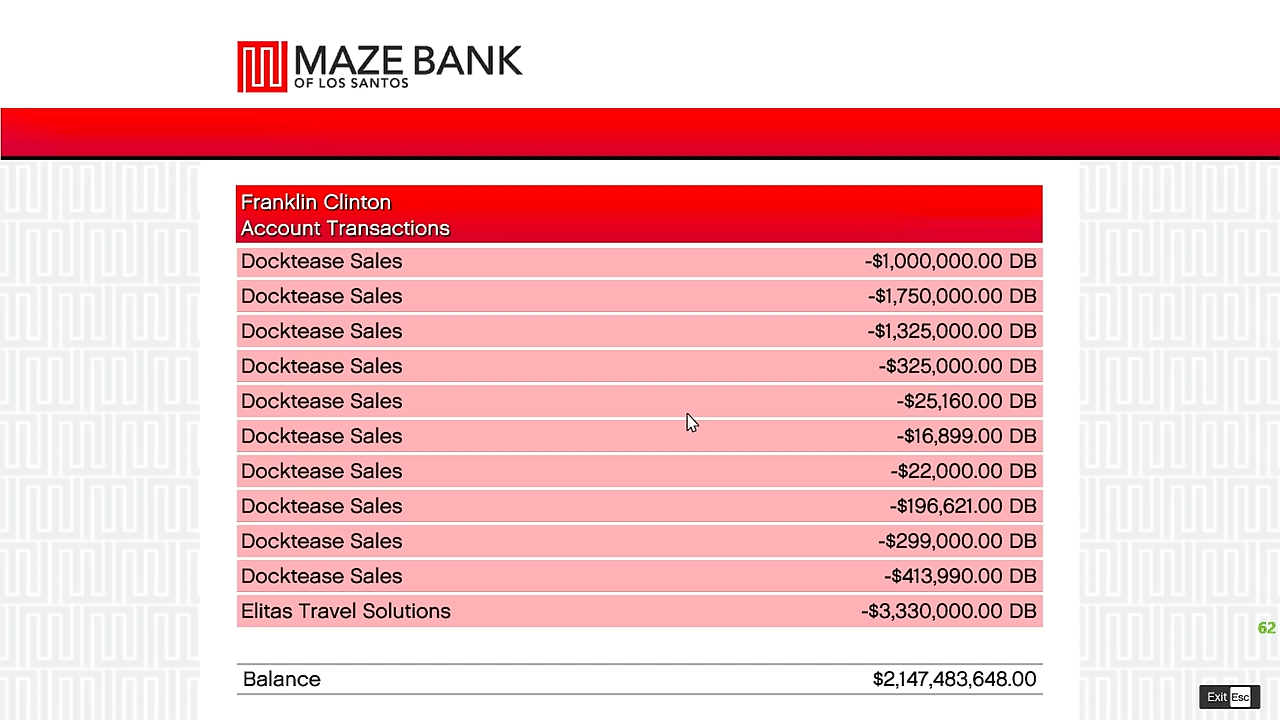 MAZE BANK
OF LOS SANTOS
Franklin Clinton
Account Transactions
Docktease Sales -$1,000,000.00 DB
Docktease Sales -$1,750,000.00 DB
Docktease Sales -$1,325,000.00 DB
Docktease Sales -$325,000.00 DB
Docktease Sales -$25,160.00 DB
Docktease Sales -$16,899.00 DB
Docktease Sales -$22,000.00 DB
Docktease Sales -$196,621.00 DB
Docktease Sales -$299,000.00 DB
Docktease Sales -$413,990.00 DB
Elitas Travel Solutions -$3,330,000.00 DB
62
Balance $2,147,483,648.00
Exit Esc